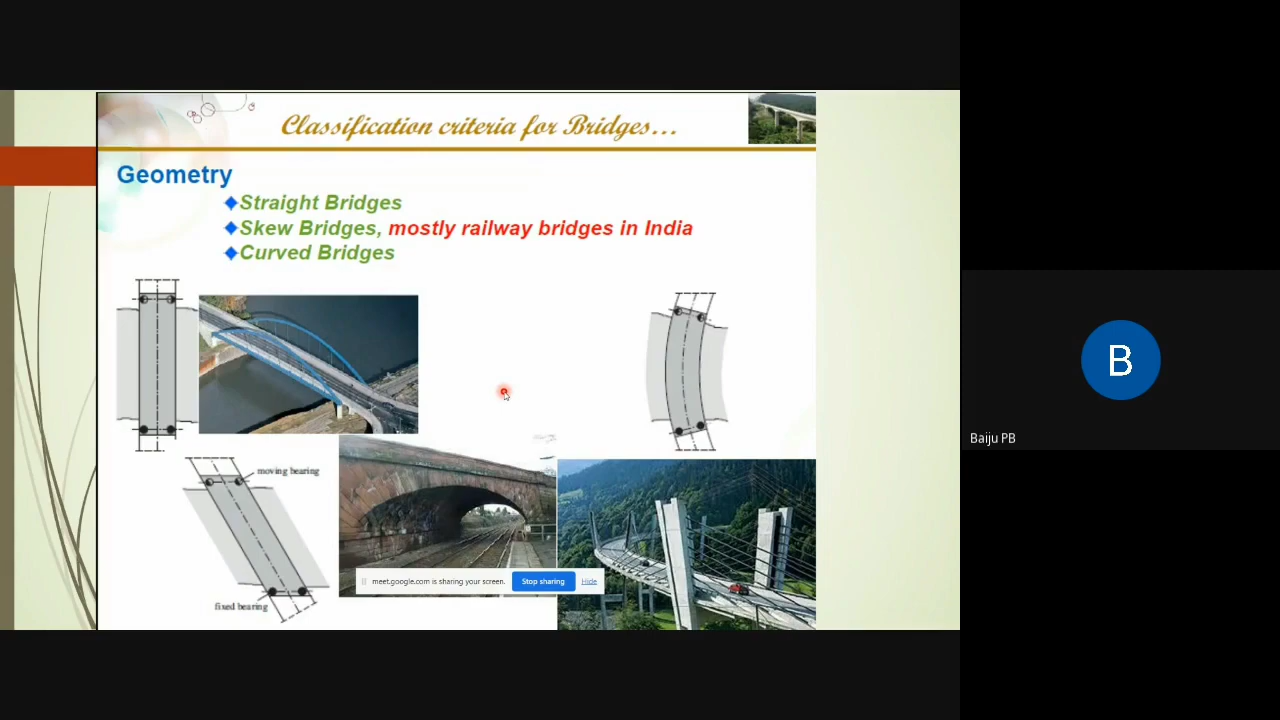 Classification criteria for Bridges...
Geometry
Straight Bridges
Skew Bridges, mostly railway bridges in India
Curved Bridges
moving bearing
fixed bearing
meet.google.com is sharing your screen.
Stop sharing
Hide
B
Baiju PB